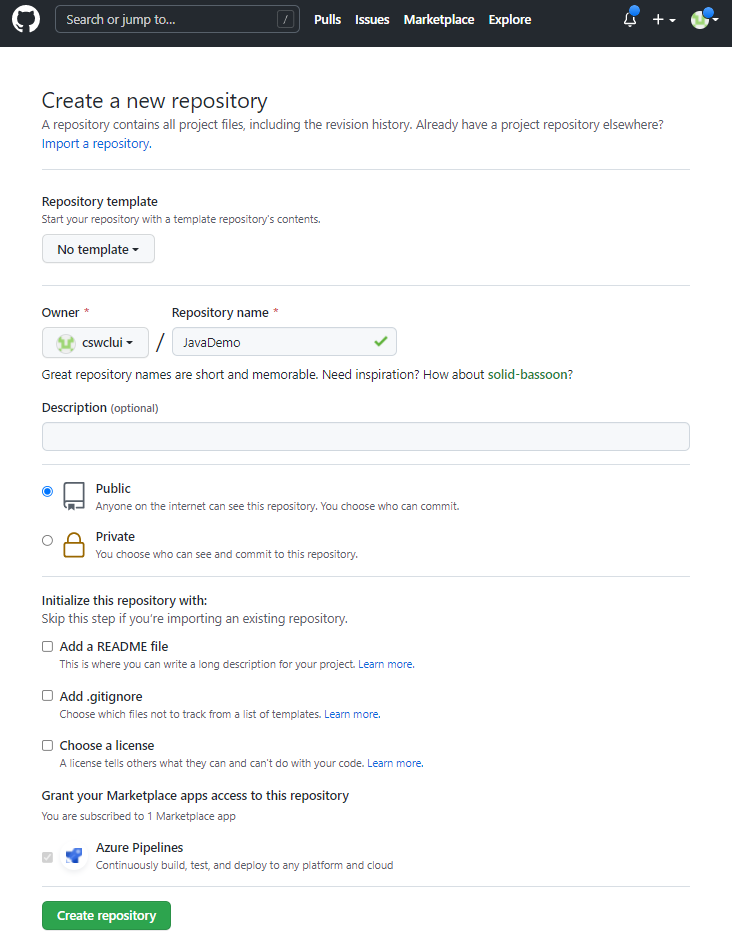 Search or jump to... /
Pulls Issues Marketplace Explore
Create a new repository
A repository contains all project files, including the revision history. Already have a project repository elsewhere?
Import a repository.
Repository template
Start your repository with a template repository's contents.
No template
Owner * Repository name *
cswclui / JavaDemo
Great repository names are short and memorable. Need inspiration? How about solid-bassoon?
Description (optional)
Public
Anyone on the internet can see this repository. You choose who can commit.
Private
You choose who can see and commit to this repository.
Initialize this repository with:
Skip this step if you're importing an existing repository.
Add a README file
This is where you can write a long description for your project. Learn more.
Add .gitignore
Choose which files not to track from a list of templates. Learn more.
Choose a license
A license tells others what they can and can't do with your code. Learn more.
Grant your Marketplace apps access to this repository
You are subscribed to 1 Marketplace app
Azure Pipelines
Continuously build, test, and deploy to any platform and cloud
Create repository